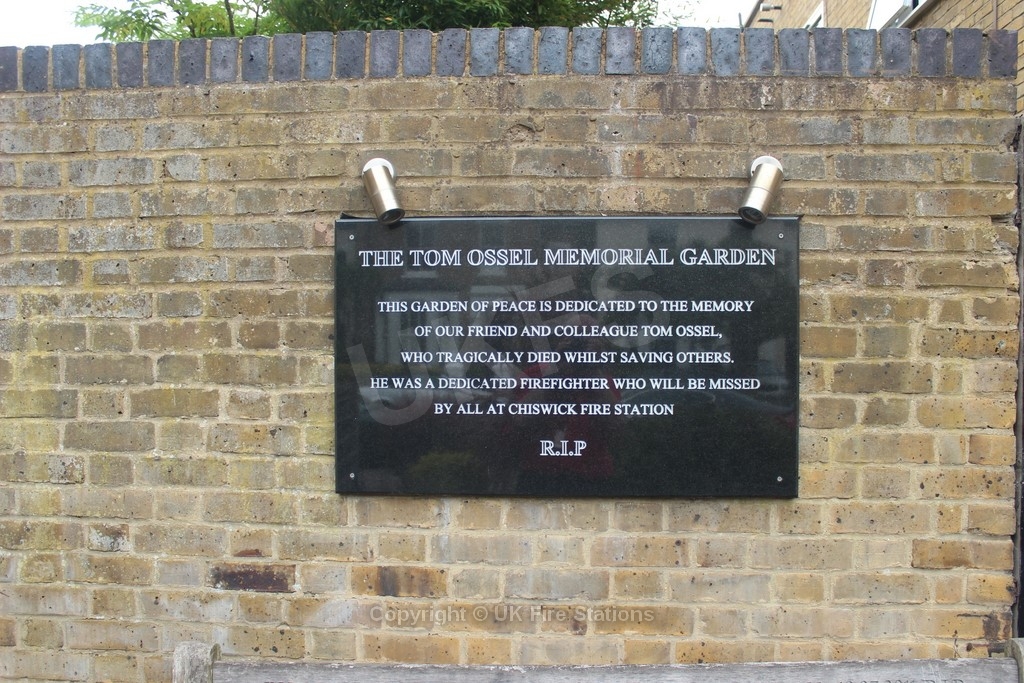 THE TOM OSSEL MEMORIAL GARDEN
THIS GARDEN OF PEACE IS DEDICATED TO THE MEMORY
OF OUR FRIEND AND COLLEAGUE TOM OSSEL,
WHO TRAGICALLY DIED WHILST SAVING OTHERS.
HE WAS A DEDICATED FIREFIGHTER WHO WILL BE MISSED
BY ALL AT CHISWICK FIRE STATION
R.I.P
UKFS
Copyright © UK Fire Stations
R.I.P